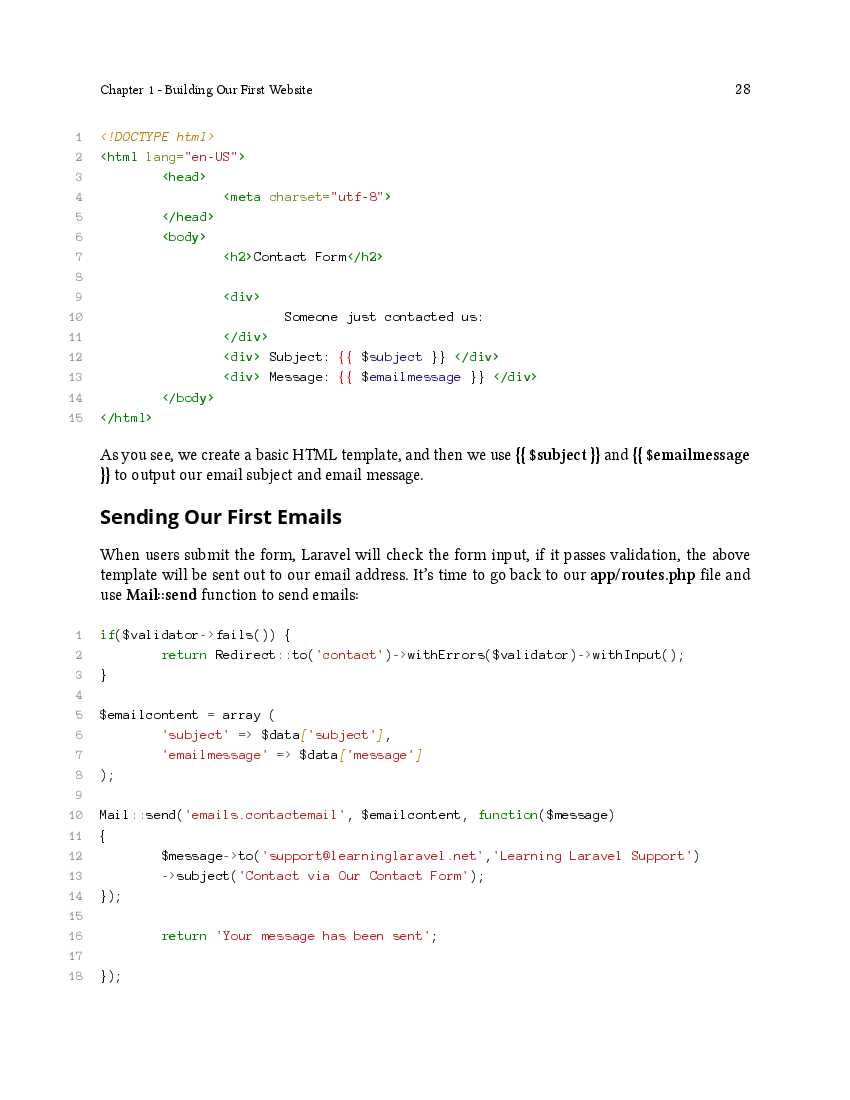 Chapter 1 - Building Our First Website 28
1 <!DOCTYPE html>
2 <html lang="en-US">
3 <head>
4 <meta charset="utf-8">
5 </head>
6 <body>
7 <h2>Contact Form</h2>
8
9 <div>
10 Someone just contacted us:
11 </div>
12 <div> Subject: {{ $subject }} </div>
13 <div> Message: {{ $emailmessage }} </div>
14 </body>
15 </html>
As you see, we create a basic HTML template, and then we use {{ $subject }} and {{ $emailmessage
}} to output our email subject and email message.
Sending Our First Emails
When users submit the form, Laravel will check the form input, if it passes validation, the above
template will be sent out to our email address. It's time to go back to our app/routes.php file and
use Mail::send function to send emails:
1 if($validator->fails()) {
2 return Redirect::to('contact')->withErrors($validator)->withInput();
3 }
4
5 $emailcontent = array (
6 'subject' => $data['subject'],
7 'emailmessage' => $data['message']
8 );
9
10 Mail::send('emails.contactemail', $emailcontent, function($message)
11 {
12 $message->to('support@learninglaravel.net','Learning Laravel Support')
13 ->subject('Contact via Our Contact Form');
14 });
15
16 return 'Your message has been sent';
17
18 });